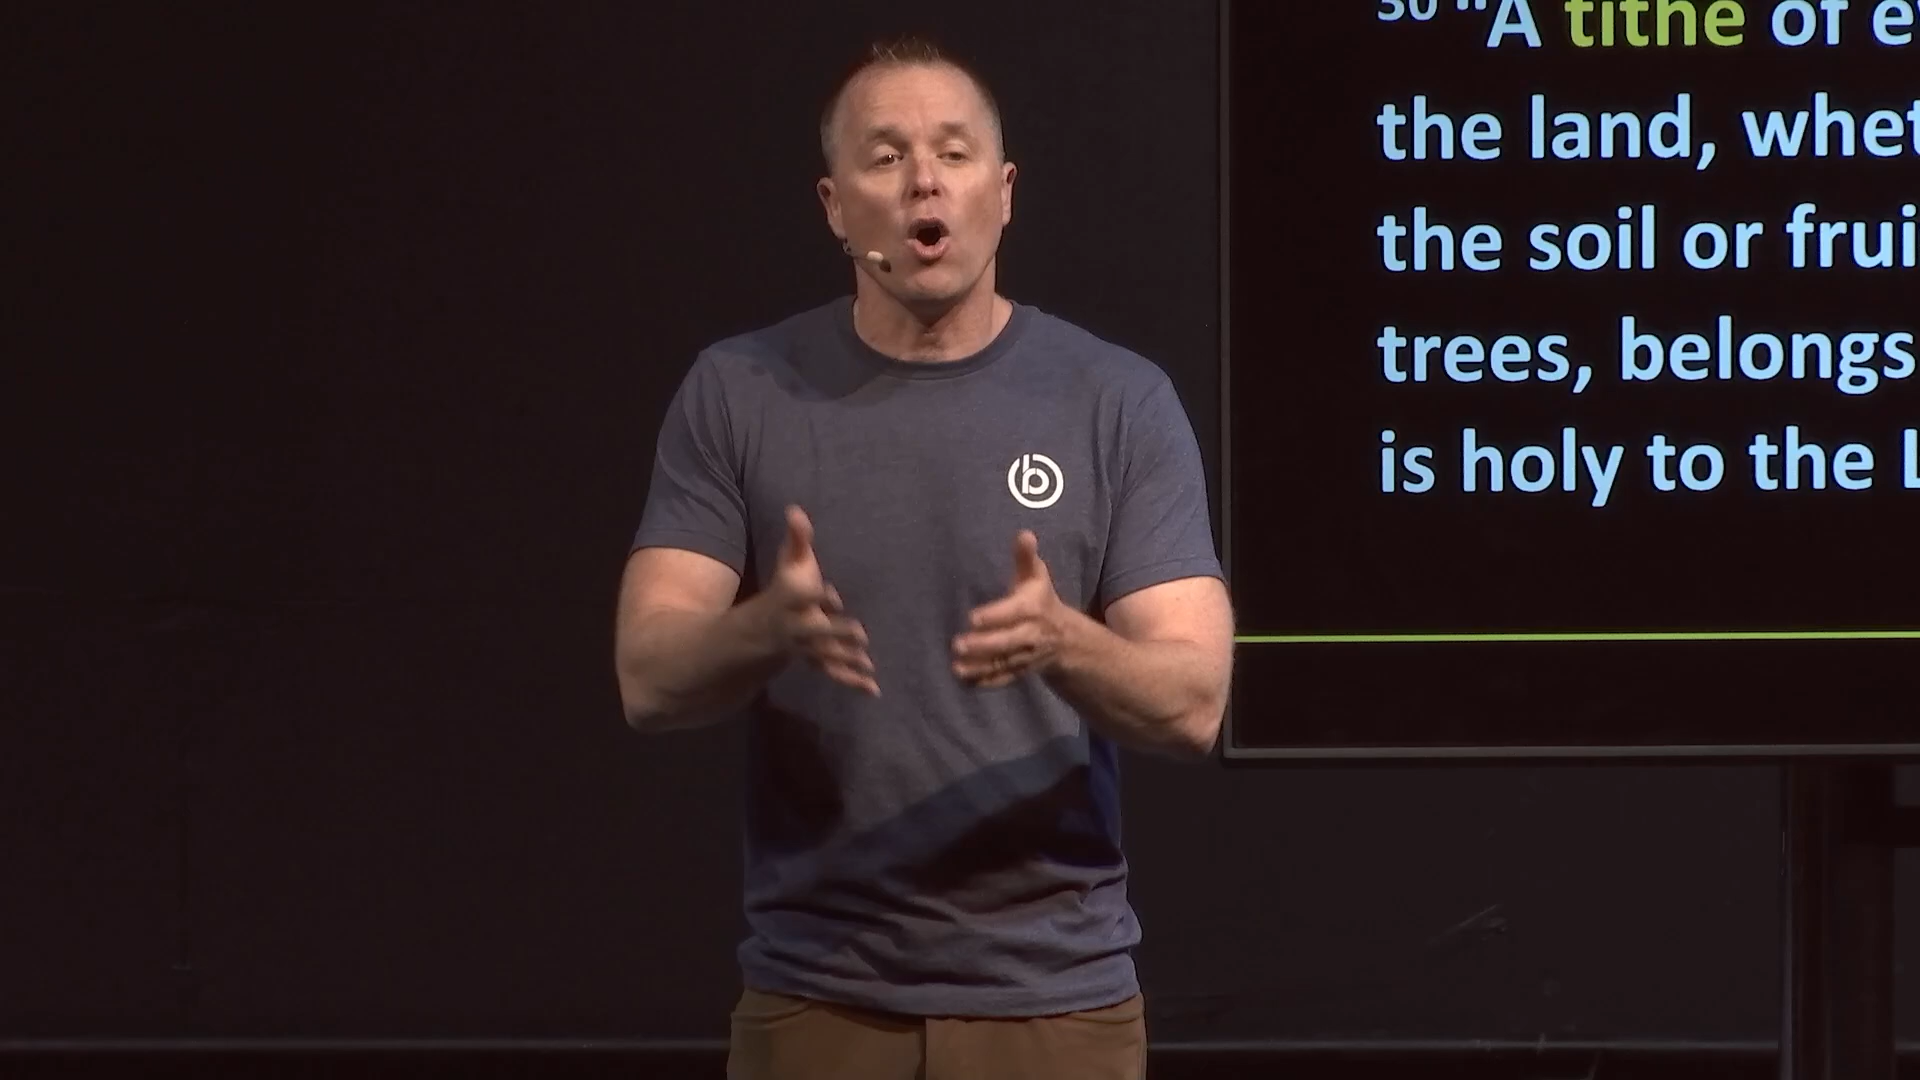 30 "A tithe of e
the land, whet
the soil or frui
trees, belongs
is holy to the L
b